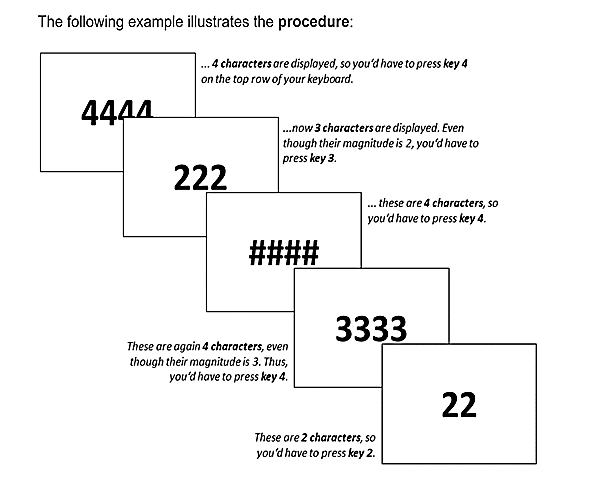 The following example illustrates the procedure:
... 4 characters are displayed, so you'd have to press key 4
on the top row of your keyboard.
4444
...now 3 characters are displayed. Even
though their magnitude is 2, you'd have to
press key 3.
222
... these are 4 characters, so
you'd have to press key 4.
####
3333
These are again 4 characters, even
though their magnitude is 3. Thus,
you'd have to press key 4.
22
These are 2 characters, so
you'd have to press key 2.